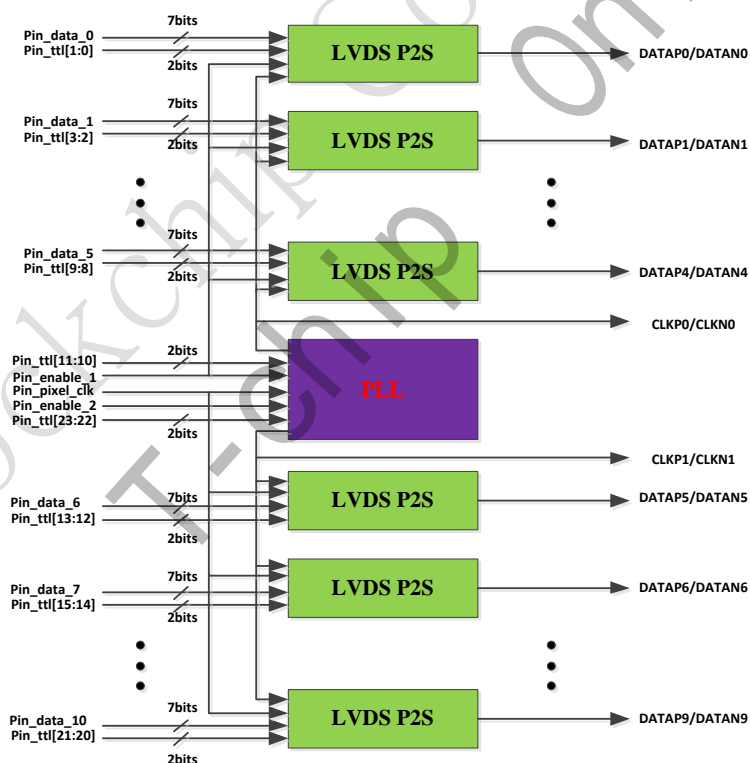 7bits
Pin_data_0
Pin_ttl[1:0]
2bits
LVDS P2S
DATAP0/DATAN0
7bits
Pin_data_1
Pin_ttl[3:2]
2bits
LVDS P2S
DATAP1/DATAN1
7bits
Pin_data_5
Pin_ttl[9:8]
2bits
LVDS P2S
DATAP4/DATAN4
CLKP0/CLKN0
2bits
Pin_ttl[11:10]
Pin_enable_1
Pin_pixel_clk
Pin_enable_2
Pin_ttl[23:22]
2bits
PLL
CLKP1/CLKN1
7bits
Pin_data_6
Pin_ttl[13:12]
2bits
LVDS P2S
DATAP5/DATAN5
7bits
Pin_data_7
Pin_ttl[15:14]
2bits
LVDS P2S
DATAP6/DATAN6
7bits
Pin_data_10
Pin_ttl[21:20]
2bits
LVDS P2S
DATAP9/DATAN9
T-chip